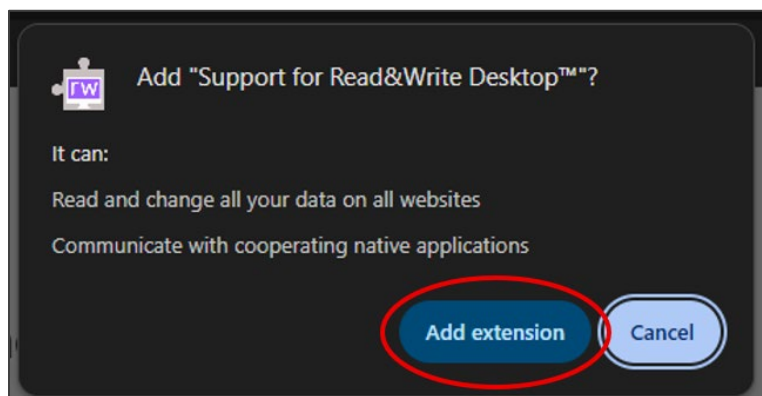 rw
Add "Support for Read&Write Desktop™"?
It can:
Read and change all your data on all websites
Communicate with cooperating native applications
Add extension
Cancel